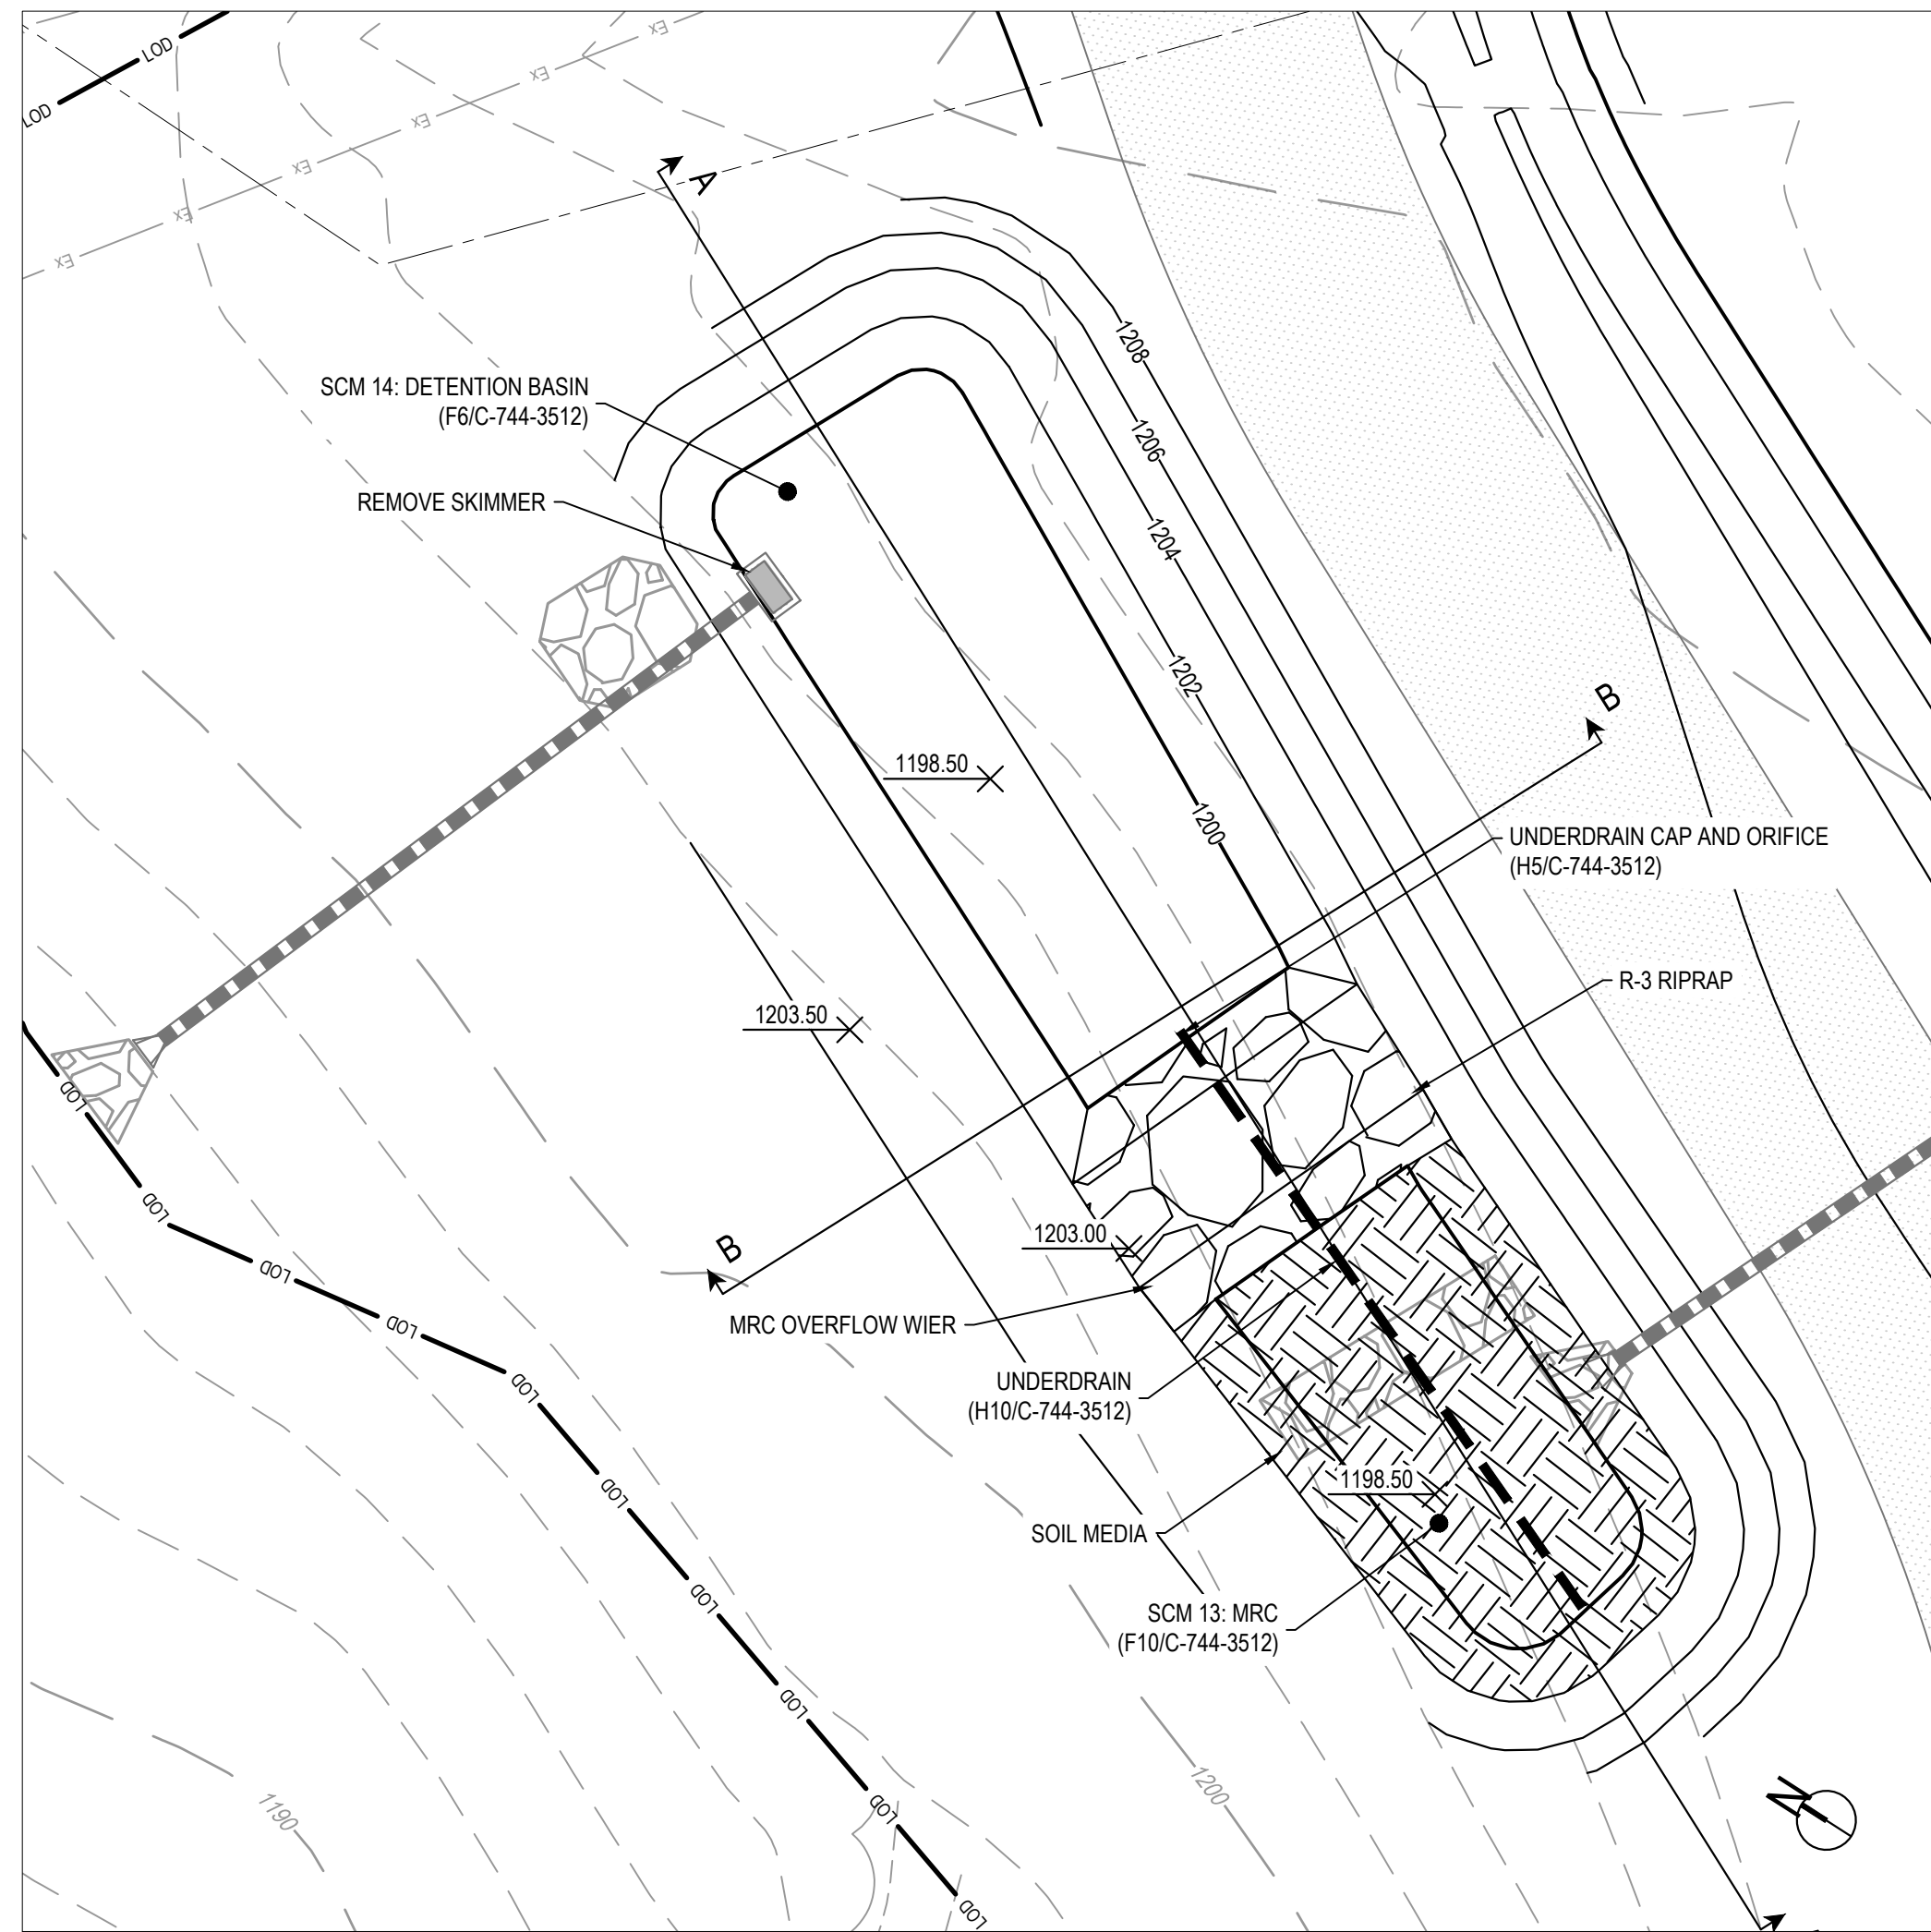 LOD
LOD
Ex
Ex
Ex
Ex
Ex
Ex
A
1208
SCM 14: DETENTION BASIN
(F6/C-744-3512)
1206
REMOVE SKIMMER
1204
1202
B
1198.50
1200
UNDERDRAIN CAP AND ORIFICE
(H5/C-744-3512)
R-3 RIPRAP
1203.50
LOD
LOD
1203.00
B
LOD
MRC OVERFLOW WIER
LOD
UNDERDRAIN
(H10/C-744-3512)
LOD
1198.50
LOD
SOIL MEDIA
LOD
SCM 13: MRC
(F10/C-744-3512)
LOD
1200
1190
LOD
N
LOD